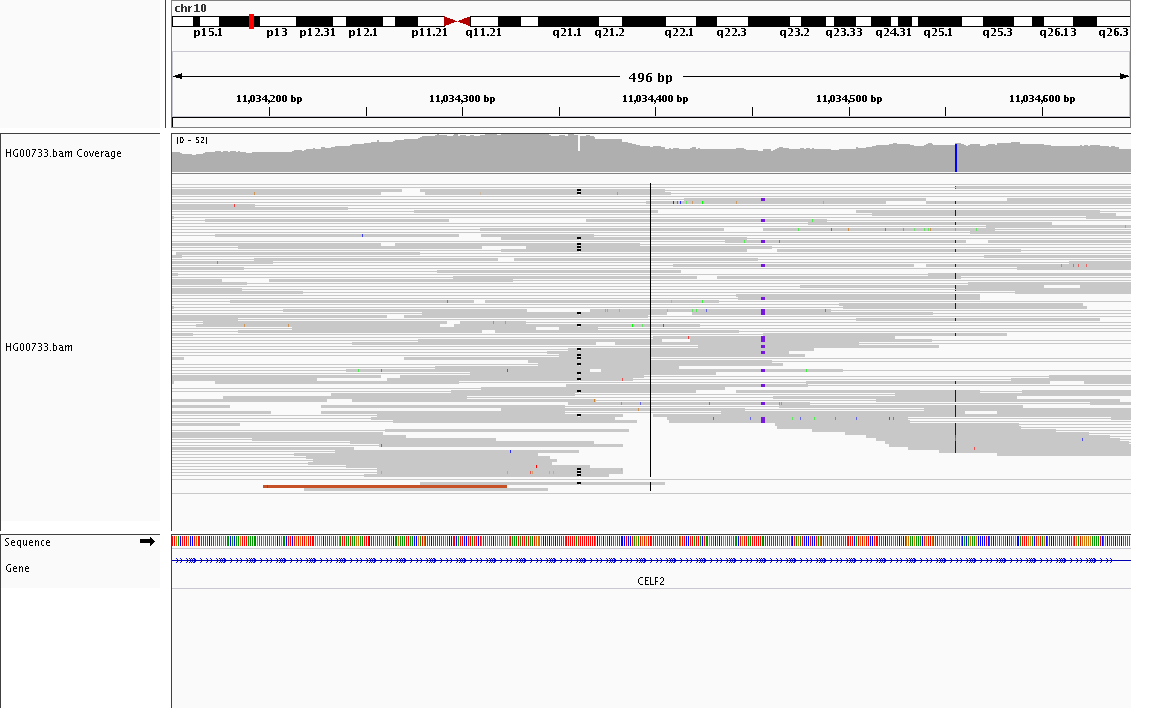 chr10
p15.1 p13 p12.31 p12.1 p11.21 q11.21 q21.1 q21.2 q22.1 q22.3 q23.2 q23.33 q24.31 q25.1 q25.3 q26.13 q26.3
496 bp
11,034,200 bp 11,034,300 bp 11,034,400 bp 11,034,500 bp 11,034,600 bp
[0 - 52]
HG00733.bam Coverage
HG00733.bam
Sequence
Gene
CELF2